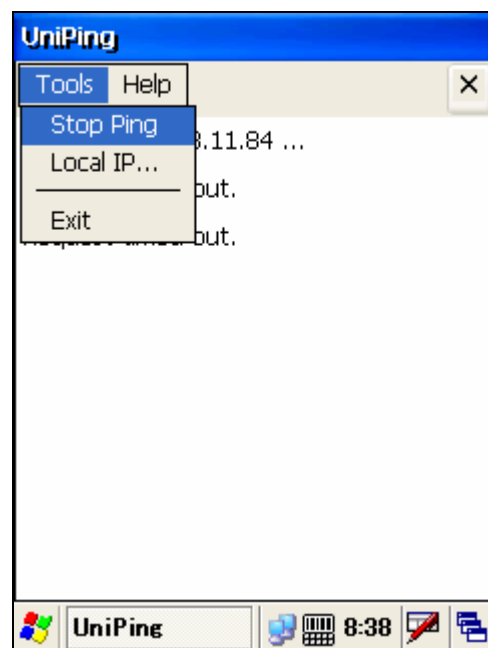 UniPing
Tools Help
Stop Ping
.11.84 ...
Local IP...
out.
Exit
out.
UniPing 8:38